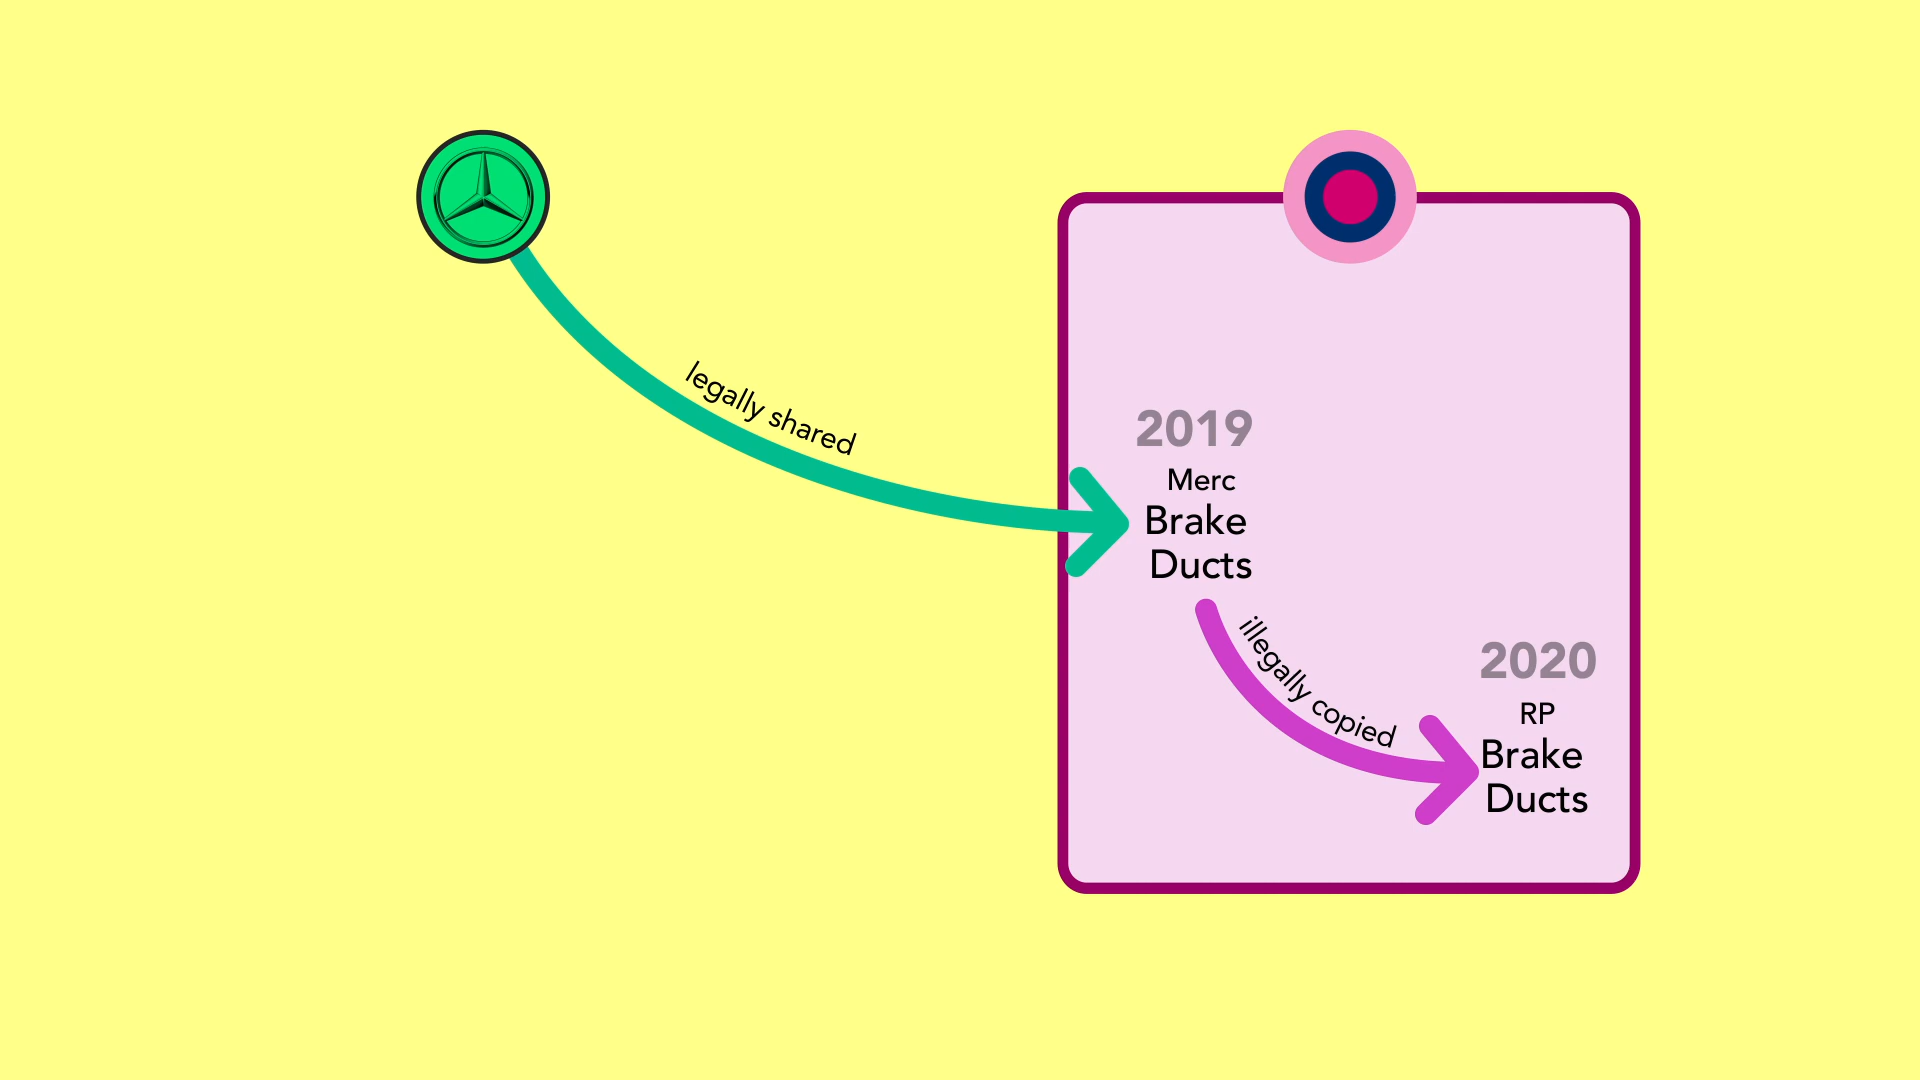 legally shared
2019
Merc
Brake
Ducts
illegally copied
2020
RP
Brake
Ducts